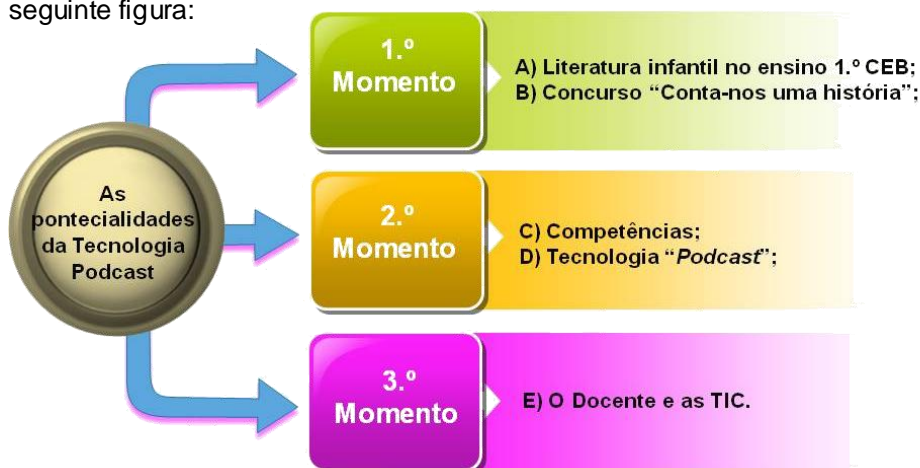 seguinte figura:
1.º
Momento
A) Literatura infantil no ensino 1.º CEB;
B) Concurso “Conta-nos uma história”;
As
pontecialidades
da Tecnologia
Podcast
2.º
Momento
C) Competências;
D) Tecnologia “Podcast”;
3.º
Momento
E) O Docente e as TIC.